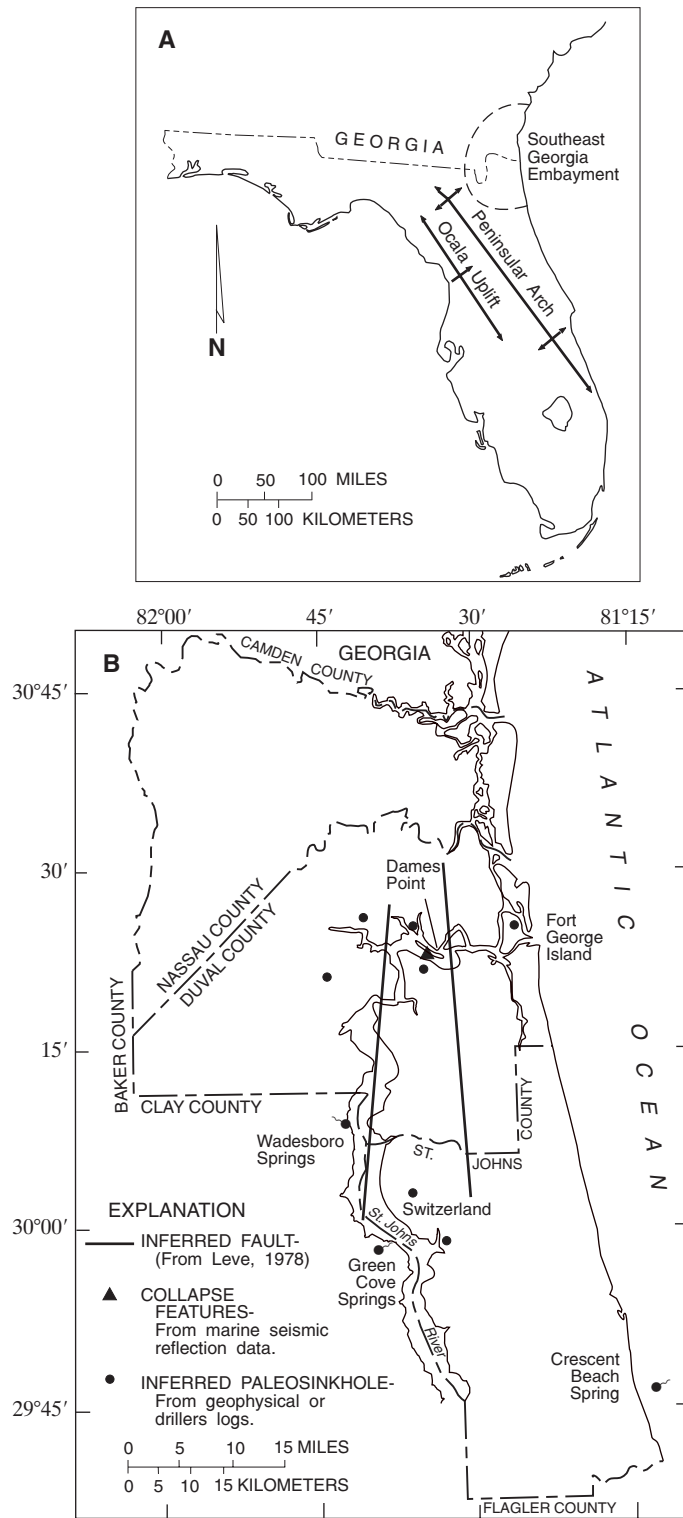 A
GEORGIA
Southeast
Georgia
Embayment
Peninsular Arch
Ocala Uplift
N
0 50 100 MILES
0 50 100 KILOMETERS
82°00′ 45′ 30′ 81°15′
B
CAMDEN COUNTY
GEORGIA
30°45′
ATLANTIC OCEAN
30′
Dames
Point
NASSAU COUNTY
DUVAL COUNTY
Fort
George
Island
15′
BAKER COUNTY
CLAY COUNTY
COUNTY
Wadesboro
Springs
ST. JOHNS
Switzerland
EXPLANATION
30°00′
St. Johns
INFERRED FAULT-
(From Leve, 1978)
Green
Cove
Springs
COLLAPSE
FEATURES-
From marine seismic
reflection data.
River
Crescent
Beach
Spring
INFERRED PALEOSINKHOLE-
From geophysical or
drillers logs.
29°45′
0 5 10 15 MILES
0 5 10 15 KILOMETERS
FLAGLER COUNTY